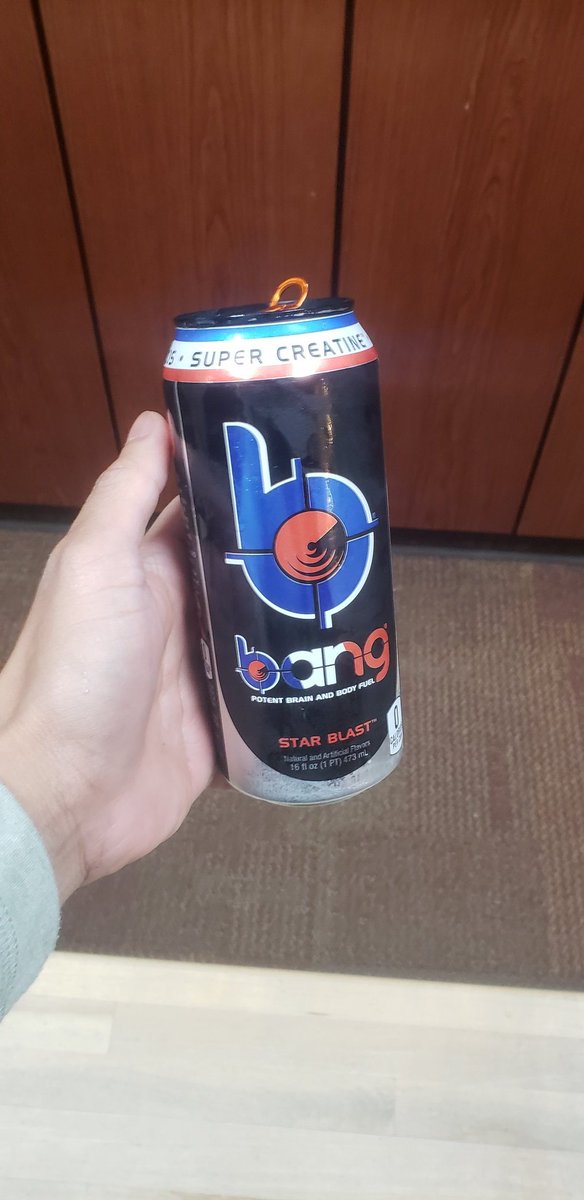 S • SUPER CREATINE
b
bang
POTENT BRAIN AND BODY FUEL
STAR BLAST™
Natural and Artificial Flavors
16 fl oz (1 PT) 473 mL
0